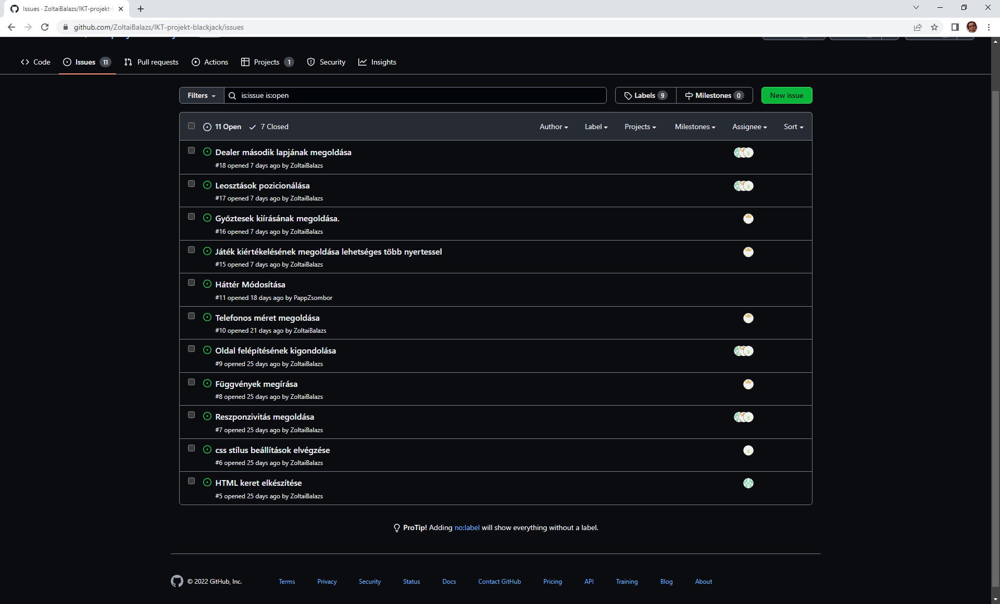 Issues · ZoltaiBalazs/IKT-projekt-
github.com/ZoltaiBalazs/IKT-projekt-blackjack/issues
Code Issues 11 Pull requests Actions Projects 1 Security Insights
Filters is:issue is:open Labels 9 Milestones 0 New issue
11 Open 7 Closed Author Label Projects Milestones Assignee Sort
Dealer második lapjának megoldása
#18 opened 7 days ago by ZoltaiBalazs
Leosztások pozicionálása
#17 opened 7 days ago by ZoltaiBalazs
Győztesek kiírásának megoldása.
#16 opened 7 days ago by ZoltaiBalazs
Játék kiértékelésének megoldása lehetséges több nyertessel
#15 opened 7 days ago by ZoltaiBalazs
Háttér Módosítása
#11 opened 18 days ago by PappZsombor
Telefonos méret megoldása
#10 opened 21 days ago by ZoltaiBalazs
Oldal felépítésének kigondolása
#9 opened 25 days ago by ZoltaiBalazs
Függvények megírása
#8 opened 25 days ago by ZoltaiBalazs
Reszponzivitás megoldása
#7 opened 25 days ago by ZoltaiBalazs
css stílus beállítások elvégzése
#6 opened 25 days ago by ZoltaiBalazs
HTML keret elkészítése
#5 opened 25 days ago by ZoltaiBalazs
ProTip! Adding no:label will show everything without a label.
© 2022 GitHub, Inc. Terms Privacy Security Status Docs Contact GitHub Pricing API Training Blog About